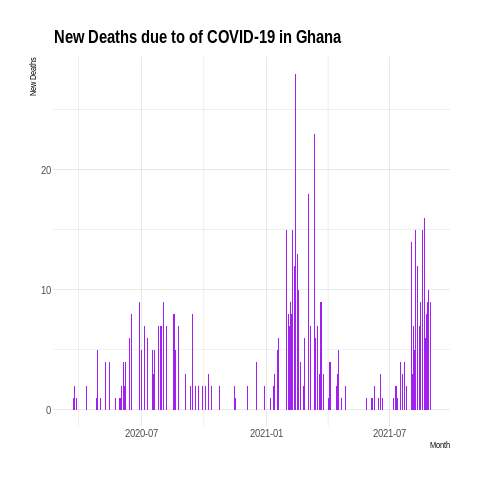 New Deaths due to of COVID-19 in Ghana
New Deaths
20
10
0
2020-07
2021-01
2021-07
Month